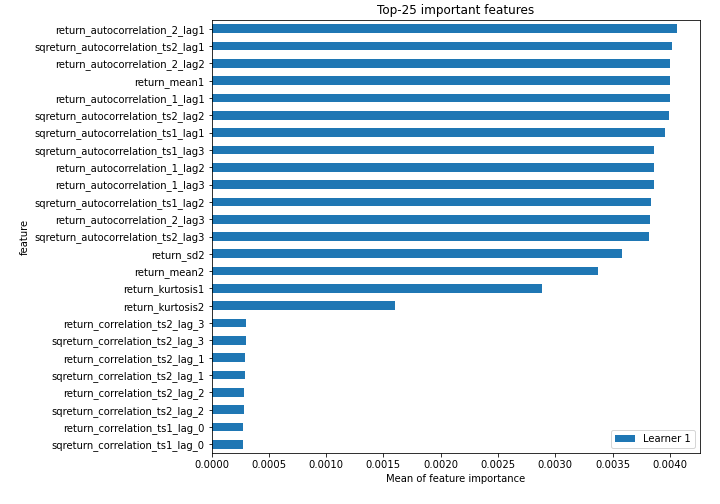 Top-25 important features
return_autocorrelation_2_lag1
sqreturn_autocorrelation_ts2_lag1
return_autocorrelation_2_lag2
return_mean1
return_autocorrelation_1_lag1
sqreturn_autocorrelation_ts2_lag2
sqreturn_autocorrelation_ts1_lag1
sqreturn_autocorrelation_ts1_lag3
return_autocorrelation_1_lag2
return_autocorrelation_1_lag3
sqreturn_autocorrelation_ts1_lag2
return_autocorrelation_2_lag3
sqreturn_autocorrelation_ts2_lag3
return_sd2
return_mean2
return_kurtosis1
return_kurtosis2
return_correlation_ts2_lag_3
sqreturn_correlation_ts2_lag_3
return_correlation_ts2_lag_1
sqreturn_correlation_ts2_lag_1
return_correlation_ts2_lag_2
sqreturn_correlation_ts2_lag_2
return_correlation_ts1_lag_0
sqreturn_correlation_ts1_lag_0
feature
Learner 1
0.0000 0.0005 0.0010 0.0015 0.0020 0.0025 0.0030 0.0035 0.0040
Mean of feature importance